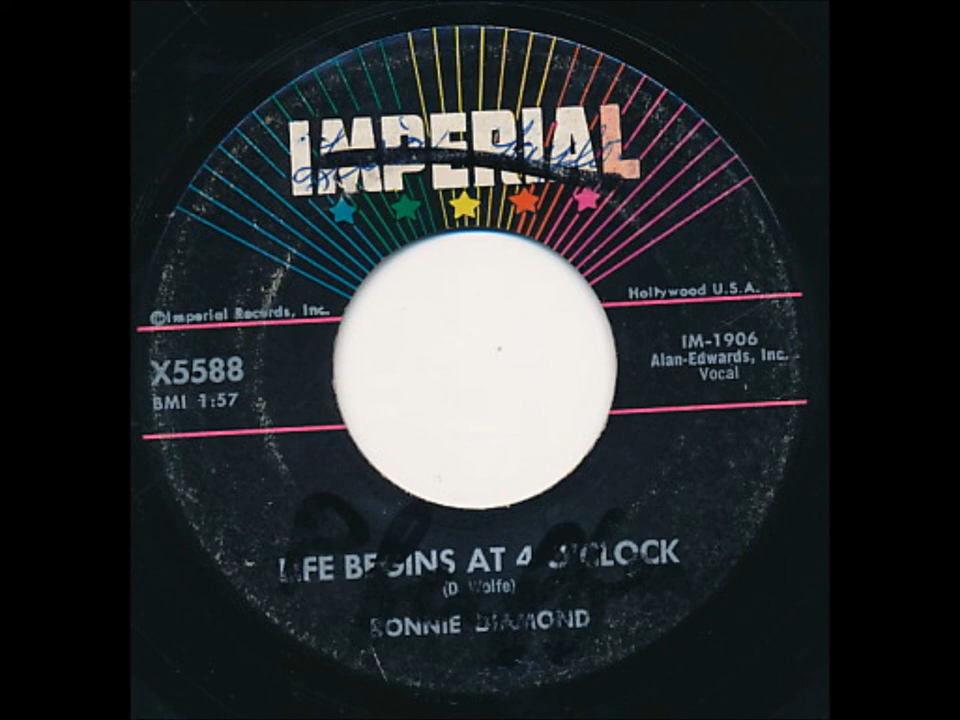 IMPERIAL
©Imperial Records, Inc.
Hollywood U.S.A.
X5588
BMI 1:57
IM-1906
Alan-Edwards, Inc.
Vocal
LIFE BEGINS AT 4 O'CLOCK
(D. Wolfe)
RONNIE DIAMOND